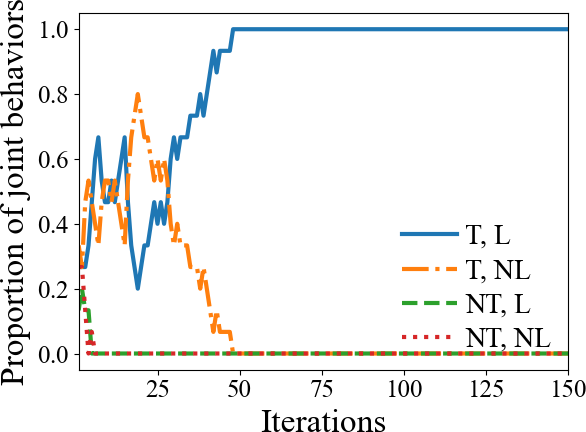 Proportion of joint behaviors
1.0
0.8
0.6
0.4
0.2
0.0
T, L
T, NL
NT, L
NT, NL
25 50 75 100 125 150
Iterations